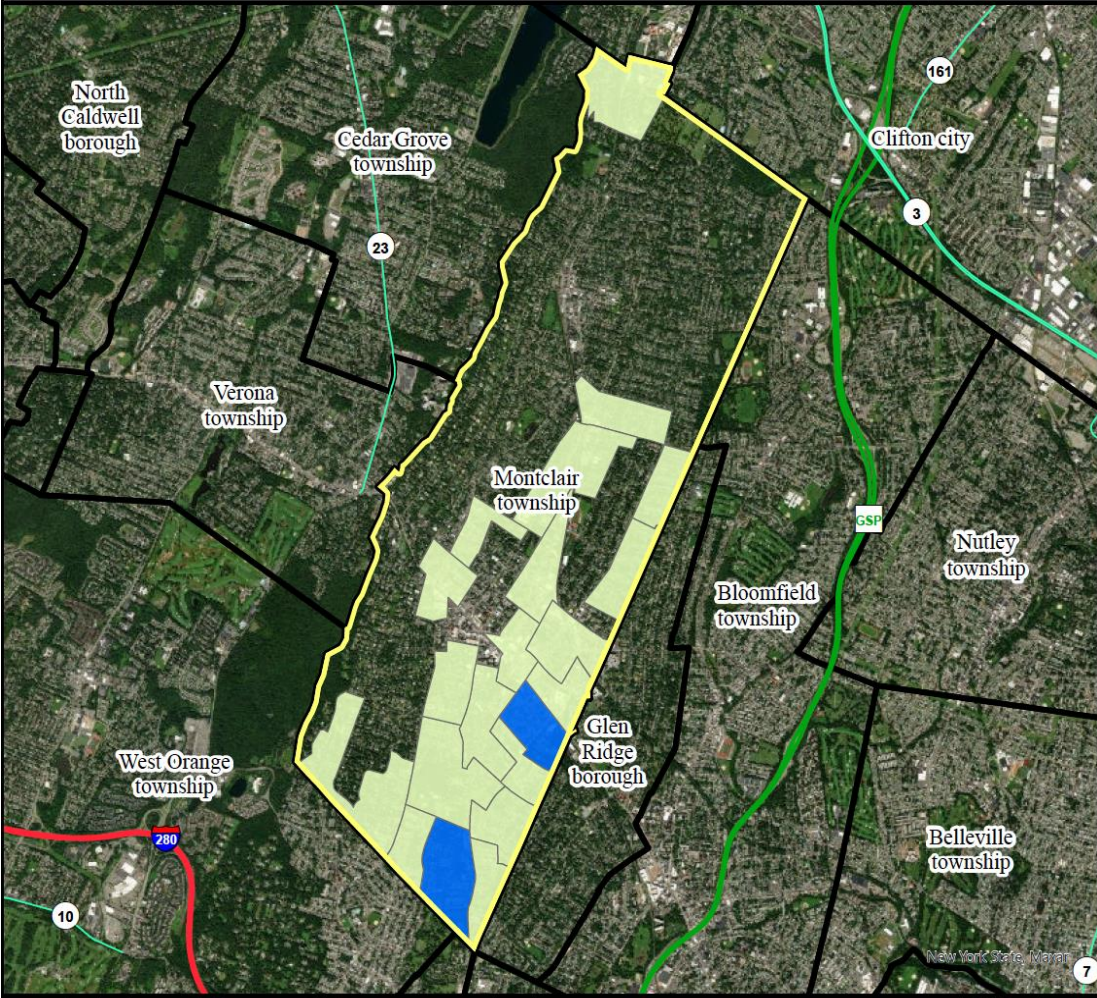 North
Caldwell
borough
161
Cedar Grove
township
Clifton city
3
23
Verona
township
Montclair
township
GSP
Nutley
township
Bloomfield
township
Glen
Ridge
borough
West Orange
township
280
Belleville
township
10
New York State, Maxar
7